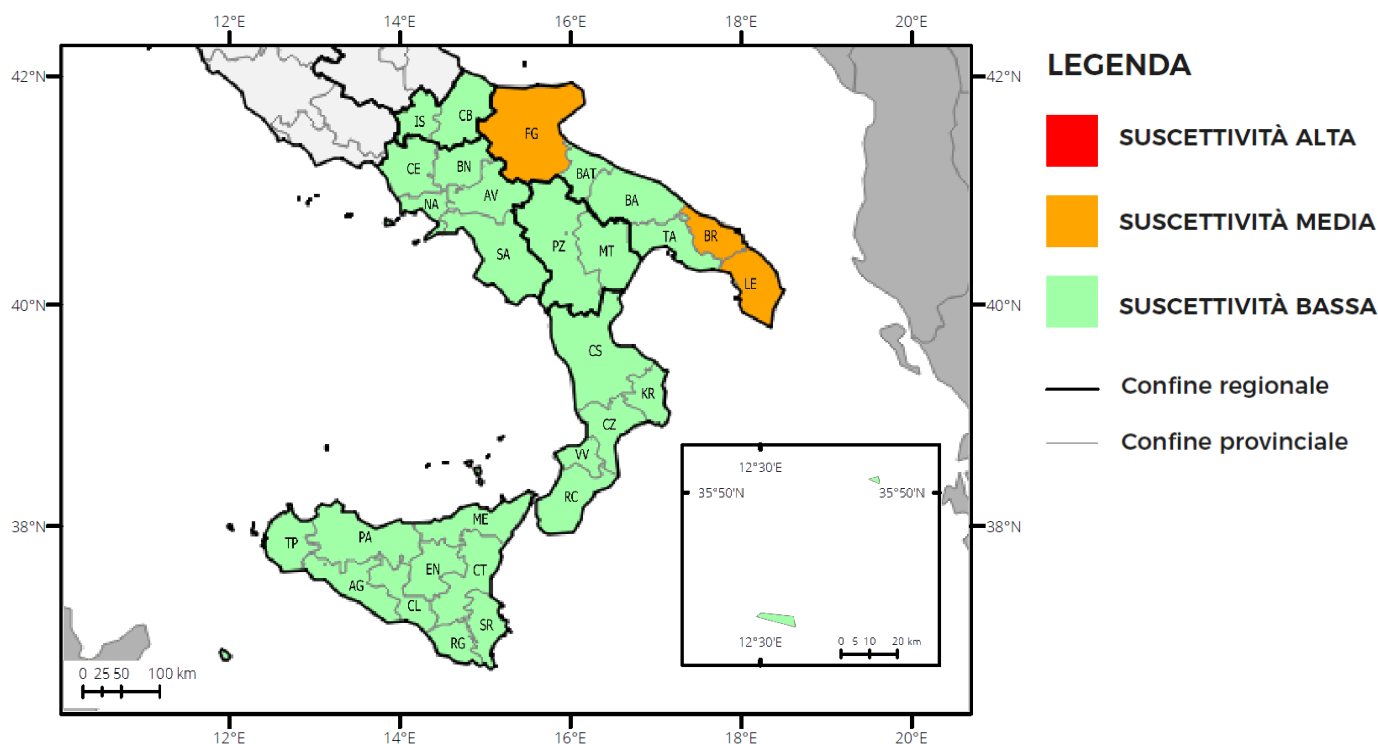 12°E 14°E 16°E 18°E 20°E
42°N 42°N
LEGENDA
SUSCETTIVITÀ ALTA
IS CB FG
CE BN BAT
AV
NA BA
SUSCETTIVITÀ MEDIA
SA PZ MT TA BR
LE
40°N 40°N
SUSCETTIVITÀ BASSA
CS
KR
Confine regionale
CZ
Confine provinciale
VV
12°30'E
RC
35°50'N 35°50'N
ME
38°N 38°N
TP PA
EN CT
AG
CL
SR
RG
12°30'E
0 5 10 20 km
0 25 50 100 km
12°E 14°E 16°E 18°E 20°E